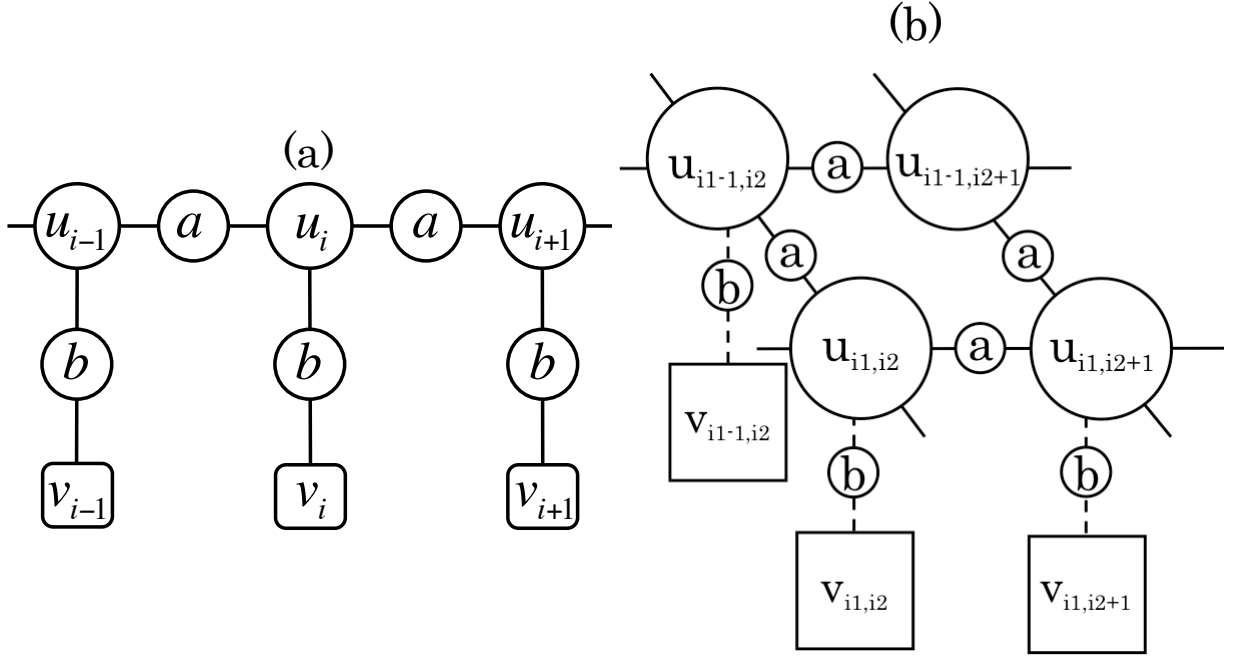 (a)
u_{i−1} a u_i a u_{i+1}
b b b
v_{i−1} v_i v_{i+1}
(b)
u_{i1-1,i2} a u_{i1-1,i2+1}
a a
b
u_{i1,i2} a u_{i1,i2+1}
v_{i1-1,i2}
b b
v_{i1,i2} v_{i1,i2+1}